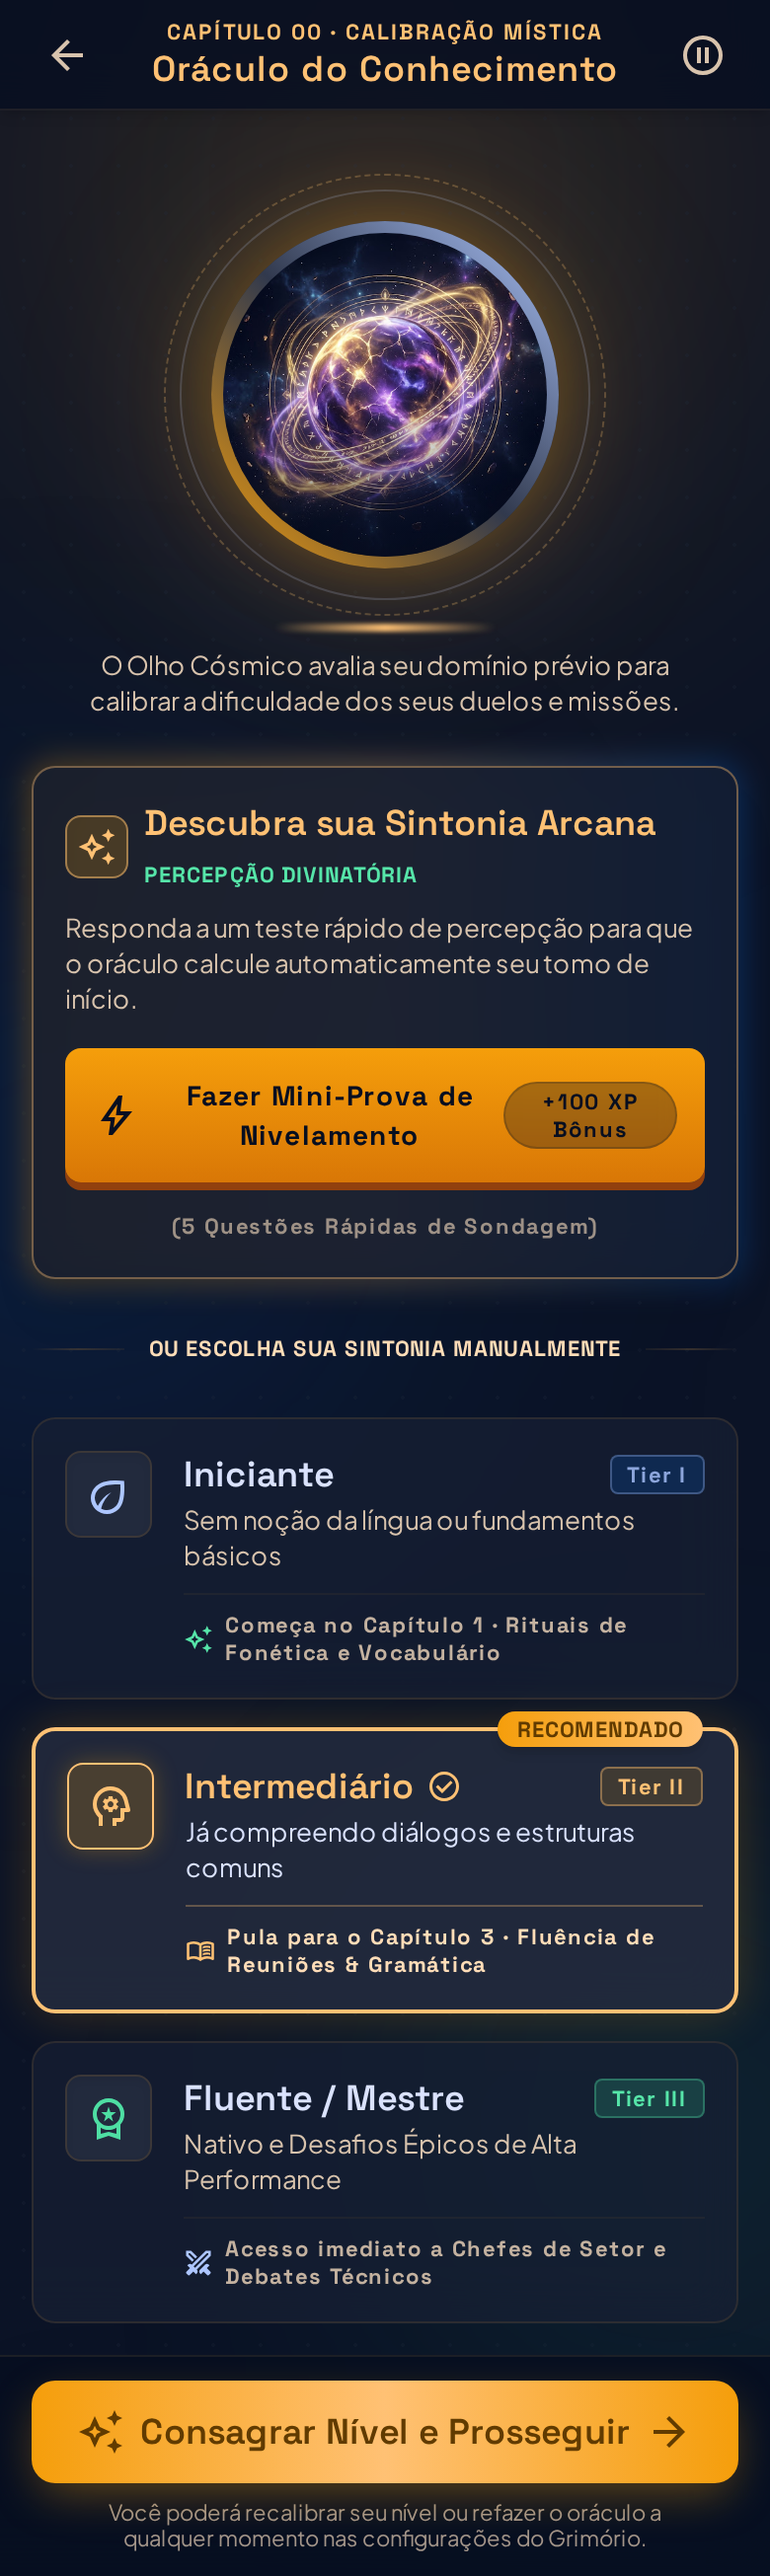 CAPÍTULO 00 · CALIBRAÇÃO MÍSTICA
Oráculo do Conhecimento
O Olho Cósmico avalia seu domínio prévio para
calibrar a dificuldade dos seus duelos e missões.
Descubra sua Sintonia Arcana
PERCEPÇÃO DIVINATÓRIA
Responda a um teste rápido de percepção para que
o oráculo calcule automaticamente seu tomo de
início.
Fazer Mini-Prova de
Nivelamento
+100 XP
Bônus
(5 Questões Rápidas de Sondagem)
OU ESCOLHA SUA SINTONIA MANUALMENTE
Iniciante
Tier I
Sem noção da língua ou fundamentos
básicos
Começa no Capítulo 1 · Rituais de
Fonética e Vocabulário
RECOMENDADO
Intermediário
Tier II
Já compreendo diálogos e estruturas
comuns
Pula para o Capítulo 3 · Fluência de
Reuniões & Gramática
Fluente / Mestre
Tier III
Nativo e Desafios Épicos de Alta
Performance
Acesso imediato a Chefes de Setor e
Debates Técnicos
Consagrar Nível e Prosseguir
Você poderá recalibrar seu nível ou refazer o oráculo a
qualquer momento nas configurações do Grimório.